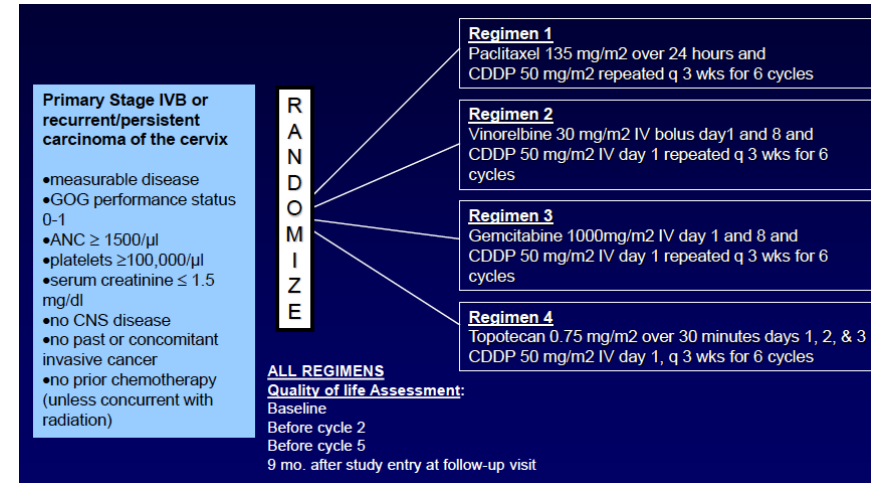 Primary Stage IVB or
recurrent/persistent
carcinoma of the cervix
•measurable disease
•GOG performance status
0-1
•ANC ≥ 1500/µl
•platelets ≥100,000/µl
•serum creatinine ≤ 1.5
mg/dl
•no CNS disease
•no past or concomitant
invasive cancer
•no prior chemotherapy
(unless concurrent with
radiation)
R
A
N
D
O
M
I
Z
E
Regimen 1
Paclitaxel 135 mg/m2 over 24 hours and
CDDP 50 mg/m2 repeated q 3 wks for 6 cycles
Regimen 2
Vinorelbine 30 mg/m2 IV bolus day1 and 8 and
CDDP 50 mg/m2 IV day 1 repeated q 3 wks for 6
cycles
Regimen 3
Gemcitabine 1000mg/m2 IV day 1 and 8 and
CDDP 50 mg/m2 IV day 1 repeated q 3 wks for 6
cycles
Regimen 4
Topotecan 0.75 mg/m2 over 30 minutes days 1, 2, & 3
CDDP 50 mg/m2 IV day 1, q 3 wks for 6 cycles
ALL REGIMENS
Quality of life Assessment:
Baseline
Before cycle 2
Before cycle 5
9 mo. after study entry at follow-up visit